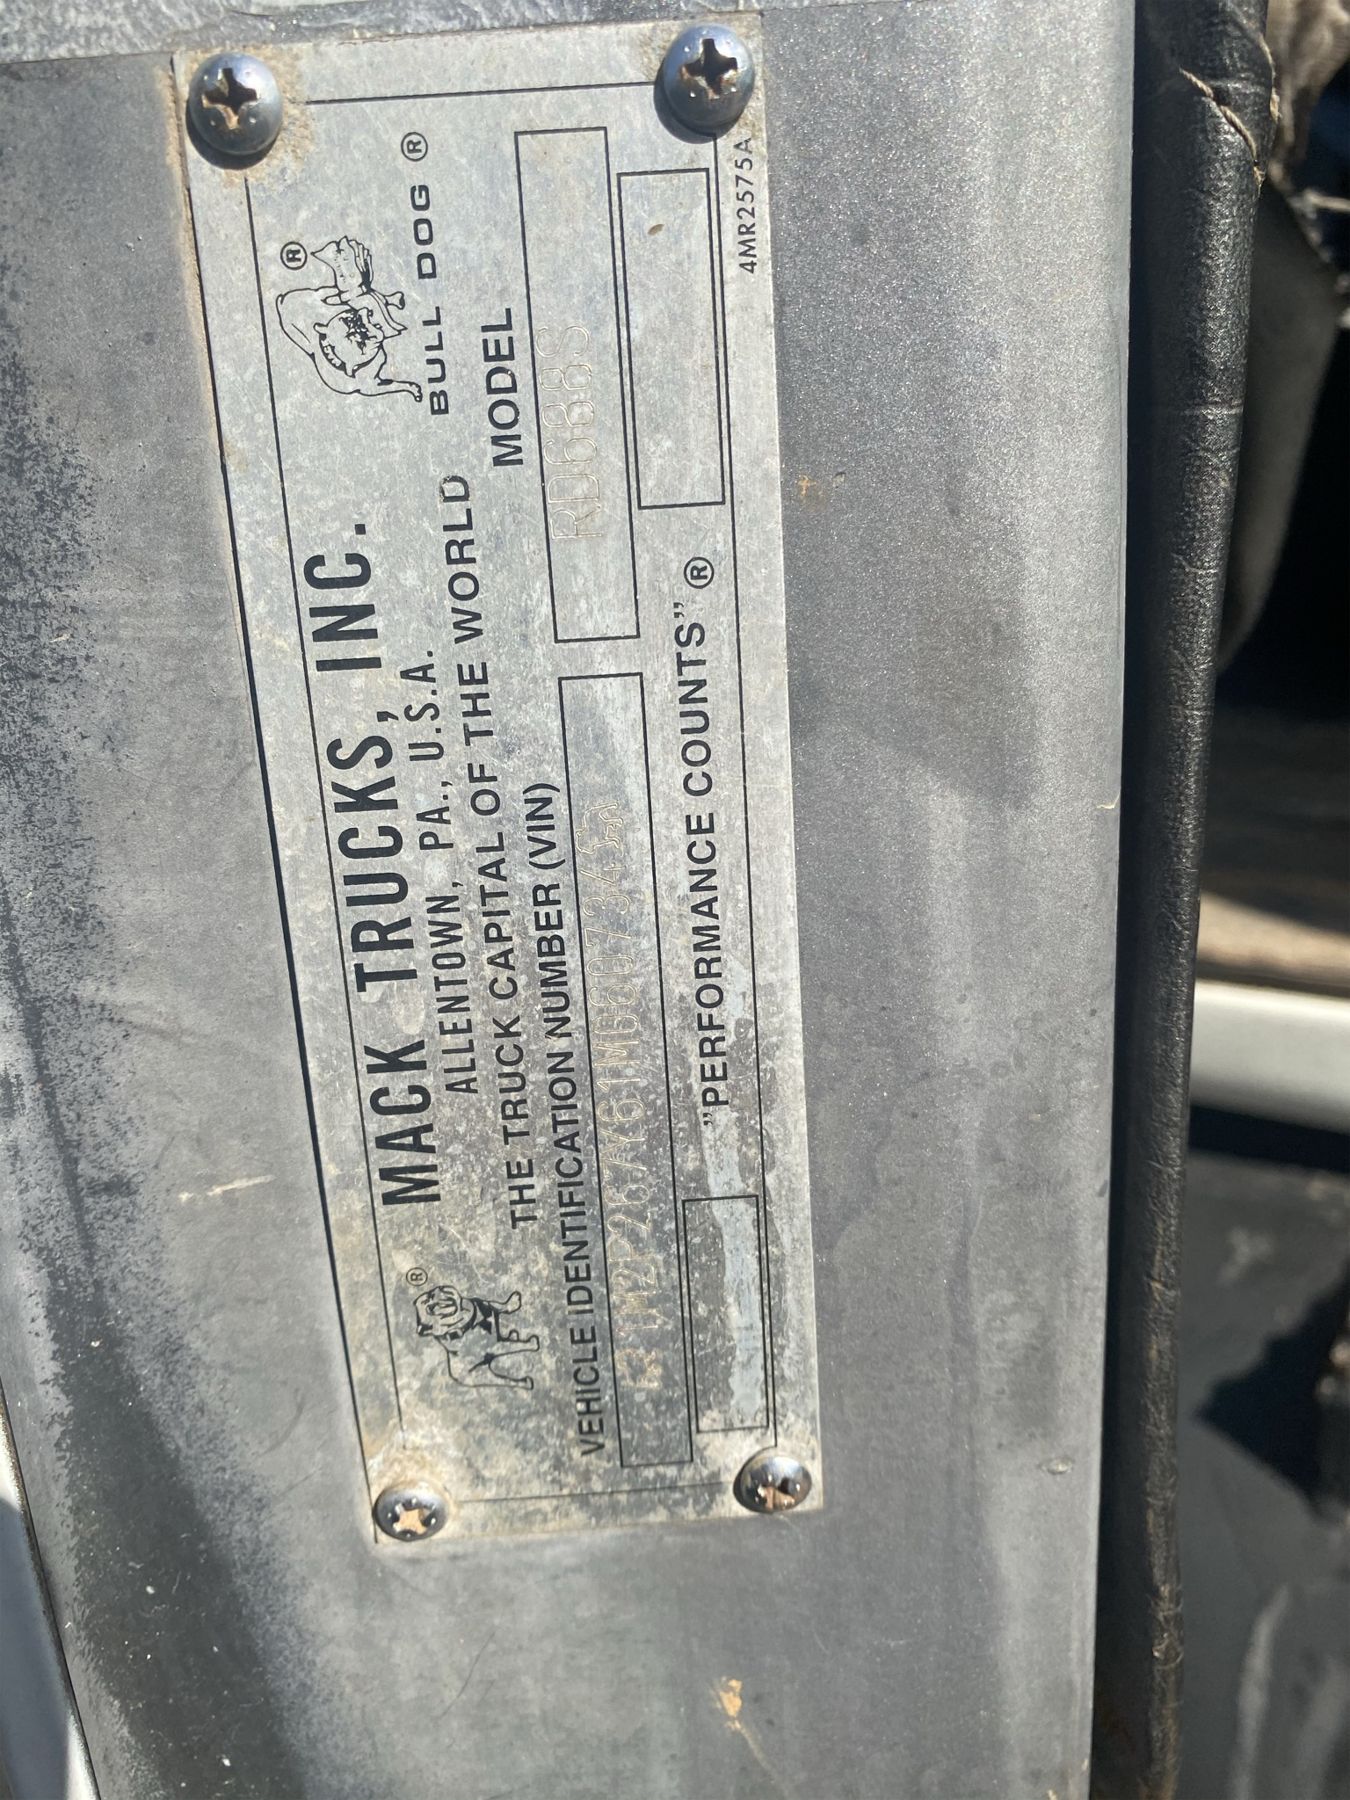 MACK TRUCKS, INC.
ALLENTOWN, PA., U.S.A.
THE TRUCK CAPITAL OF THE WORLD
®
®
BULL DOG ®
VEHICLE IDENTIFICATION NUMBER (VIN)
MODEL
1M2P267Y61M060734
RD688S
"PERFORMANCE COUNTS" ®
4MR2575A